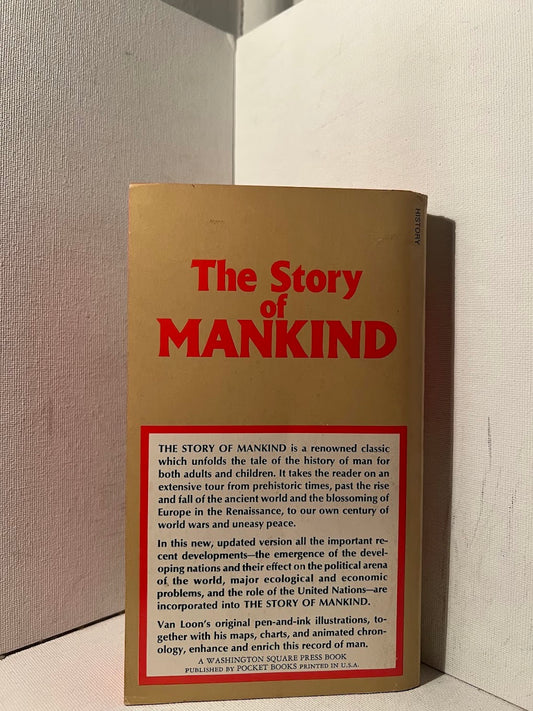 HISTORY
The Story
of
MANKIND
THE STORY OF MANKIND is a renowned classic
which unfolds the tale of the history of man for
both adults and children. It takes the reader on an
extensive tour from prehistoric times, past the rise
and fall of the ancient world and the blossoming of
Europe in the Renaissance, to our own century of
world wars and uneasy peace.
In this new, updated version all the important re-
cent developments—the emergence of the devel-
oping nations and their effect on the political arena
of the world, major ecological and economic
problems, and the role of the United Nations—are
incorporated into THE STORY OF MANKIND.
Van Loon's original pen-and-ink illustrations, to-
gether with his maps, charts, and animated chron-
ology, enhance and enrich this record of man.
A WASHINGTON SQUARE PRESS BOOK
PUBLISHED BY POCKET BOOKS PRINTED IN U.S.A.